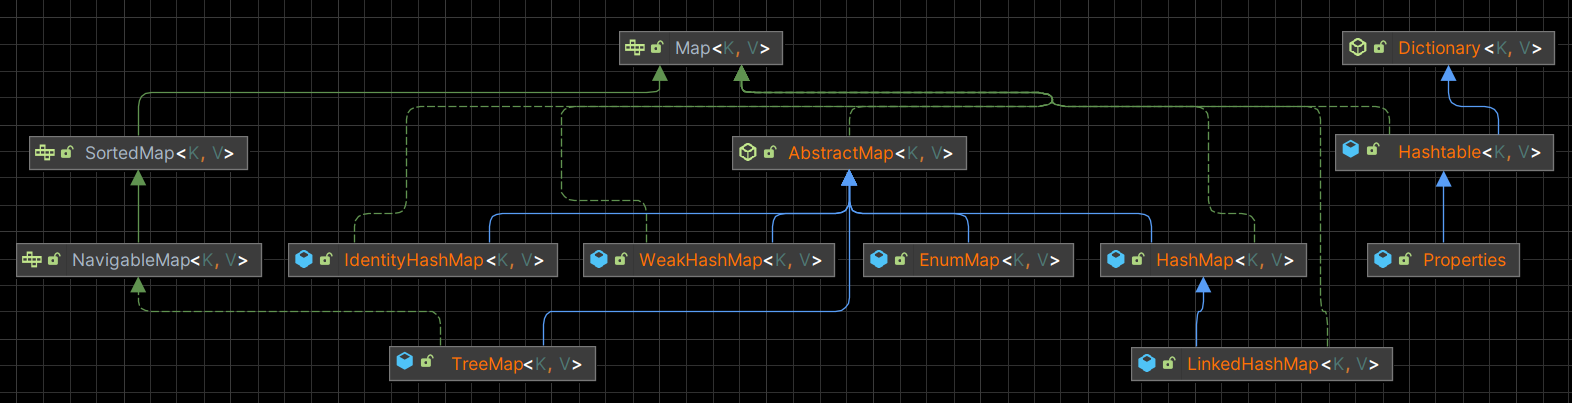 Map<K, V>
Dictionary<K, V>
SortedMap<K, V>
AbstractMap<K, V>
Hashtable<K, V>
NavigableMap<K, V>
IdentityHashMap<K, V>
WeakHashMap<K, V>
EnumMap<K, V>
HashMap<K, V>
Properties
TreeMap<K, V>
LinkedHashMap<K, V>